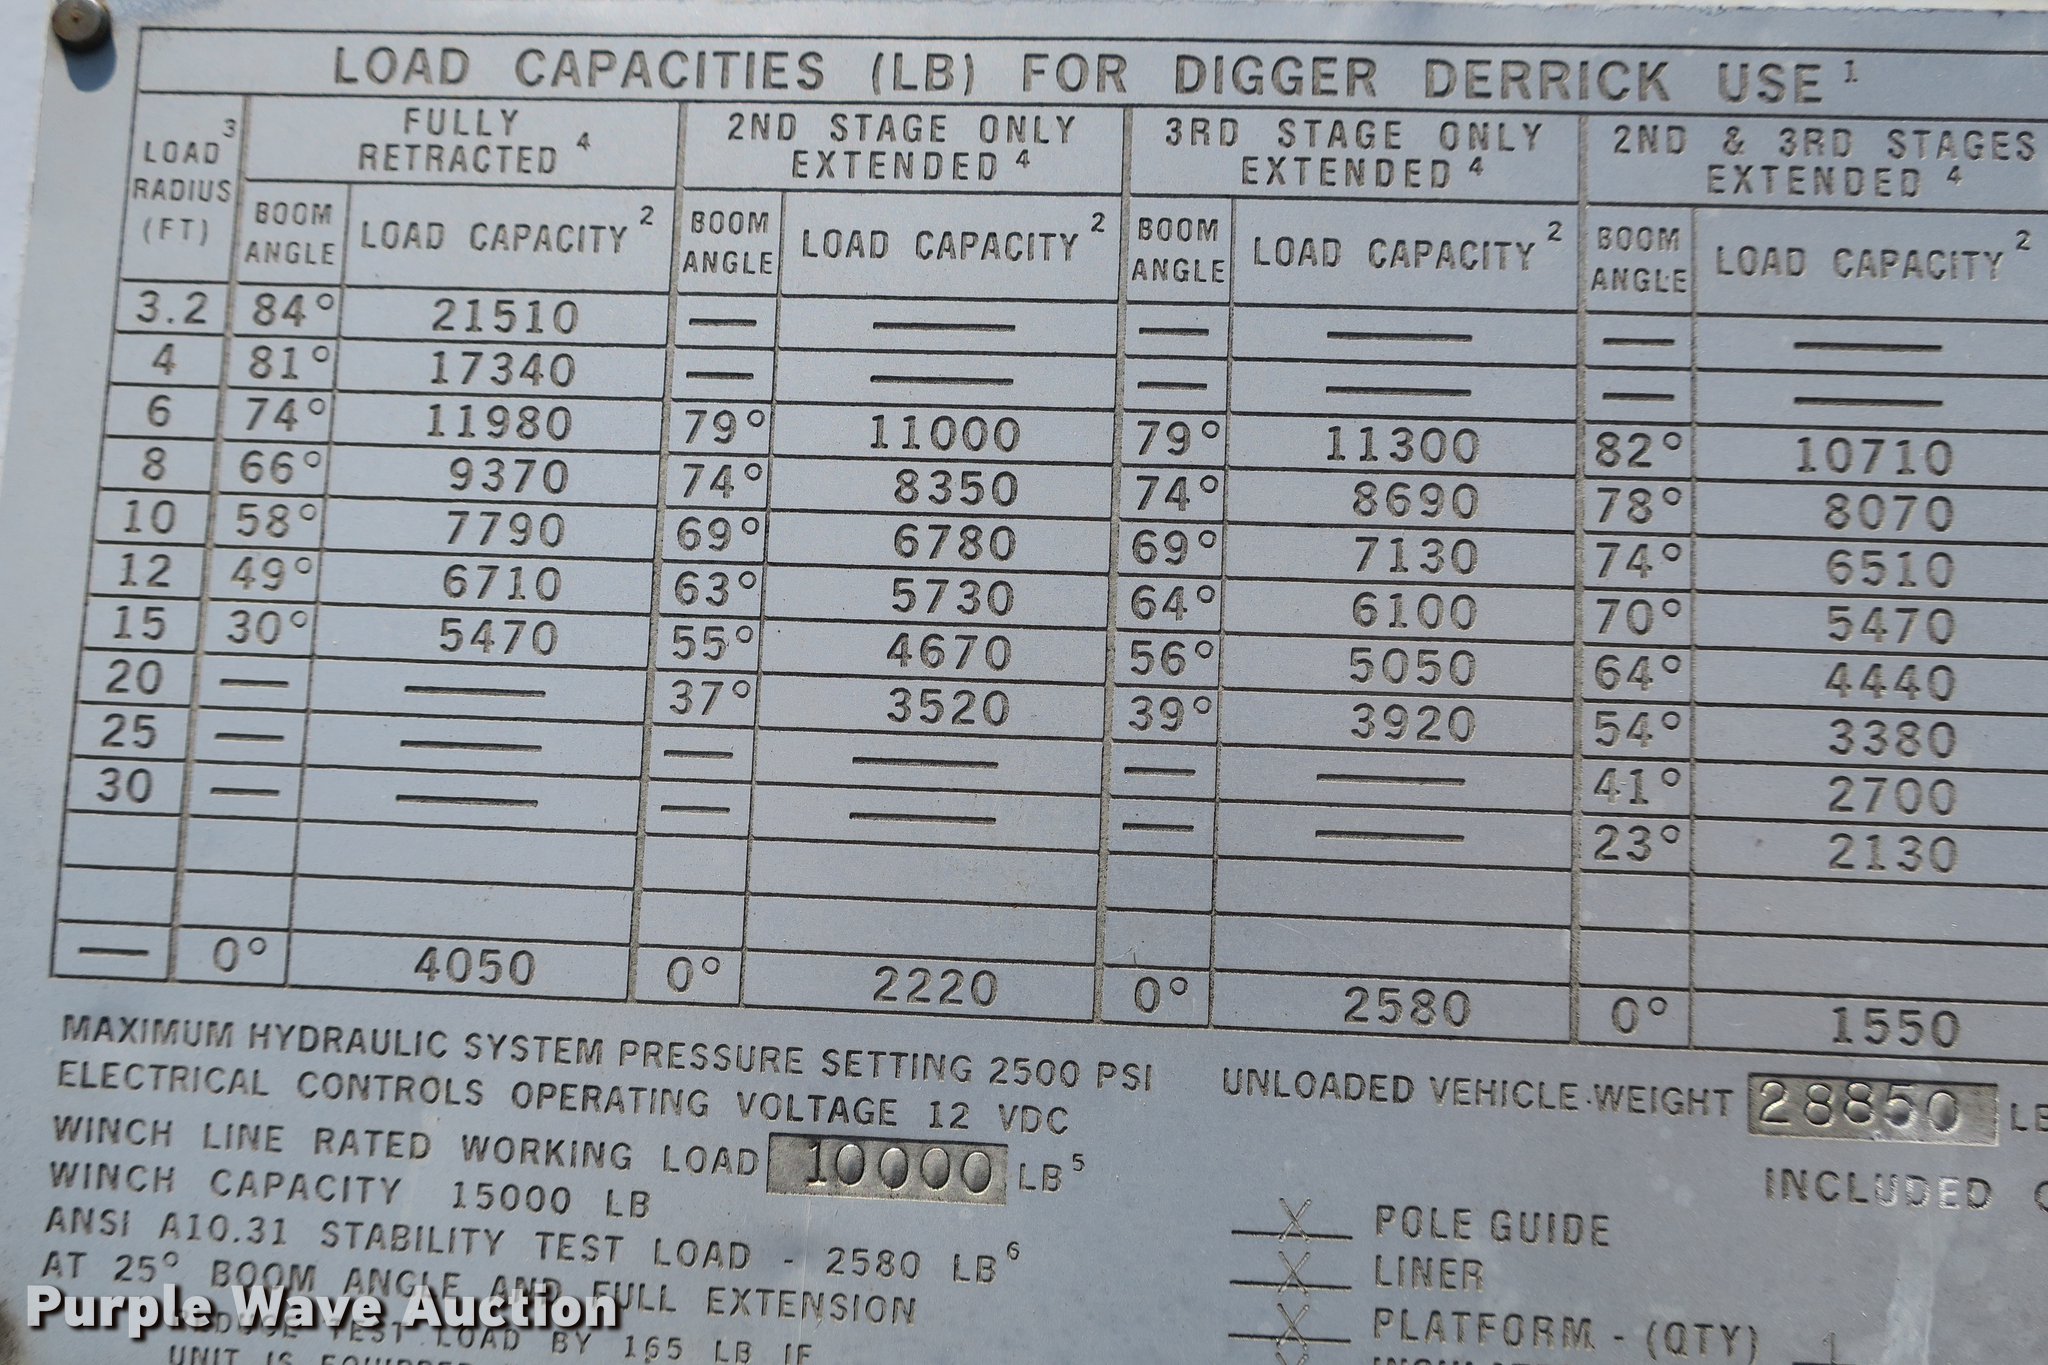 LOAD CAPACITIES (LB) FOR DIGGER DERRICK USE 1
LOAD 3 RADIUS (FT) FULLY RETRACTED 4 2ND STAGE ONLY EXTENDED 4 3RD STAGE ONLY EXTENDED 4 2ND & 3RD STAGES EXTENDED 4
BOOM ANGLE LOAD CAPACITY 2 BOOM ANGLE LOAD CAPACITY 2 BOOM ANGLE LOAD CAPACITY 2 BOOM ANGLE LOAD CAPACITY 2
3.2 84° 21510 — — — — — —
4 81° 17340 — — — — — —
6 74° 11980 79° 11000 79° 11300 82° 10710
8 66° 9370 74° 8350 74° 8690 78° 8070
10 58° 7790 69° 6780 69° 7130 74° 6510
12 49° 6710 63° 5730 64° 6100 70° 5470
15 30° 5470 55° 4670 56° 5050 64° 4440
20 — — 37° 3520 39° 3920 54° 3380
25 — — — — — — 41° 2700
30 — — — — — — 23° 2130
— 0° 4050 0° 2220 0° 2580 0° 1550
MAXIMUM HYDRAULIC SYSTEM PRESSURE SETTING 2500 PSI
ELECTRICAL CONTROLS OPERATING VOLTAGE 12 VDC
WINCH LINE RATED WORKING LOAD 10000 LB 5
WINCH CAPACITY 15000 LB
ANSI A10.31 STABILITY TEST LOAD - 2580 LB 6
AT 25° BOOM ANGLE AND FULL EXTENSION
REDUCE TEST LOAD BY 165 LB IF
UNIT IS
UNLOADED VEHICLE WEIGHT 28850 LB
INCLUDED
X POLE GUIDE
X LINER
X PLATFORM - (QTY) 1
Purple Wave Auction